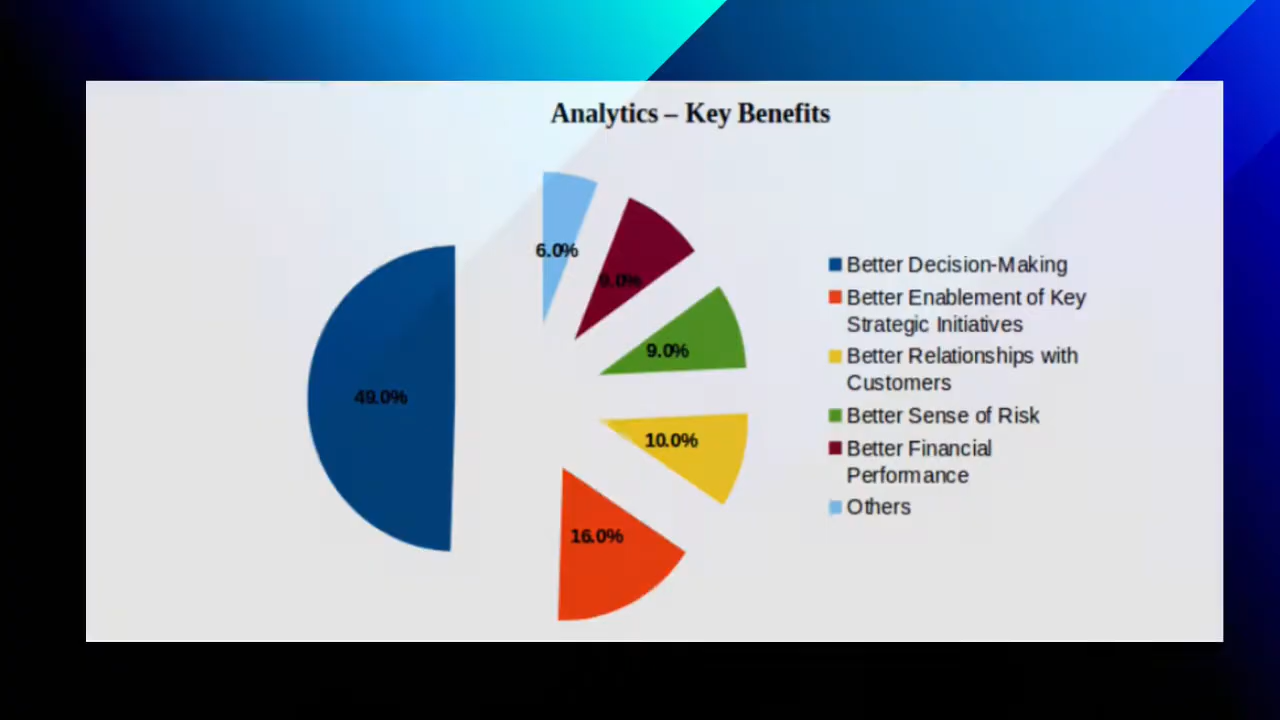 Analytics – Key Benefits
6.0%
9.0%
9.0%
49.0%
10.0%
16.0%
Better Decision-Making
Better Enablement of Key
Strategic Initiatives
Better Relationships with
Customers
Better Sense of Risk
Better Financial
Performance
Others